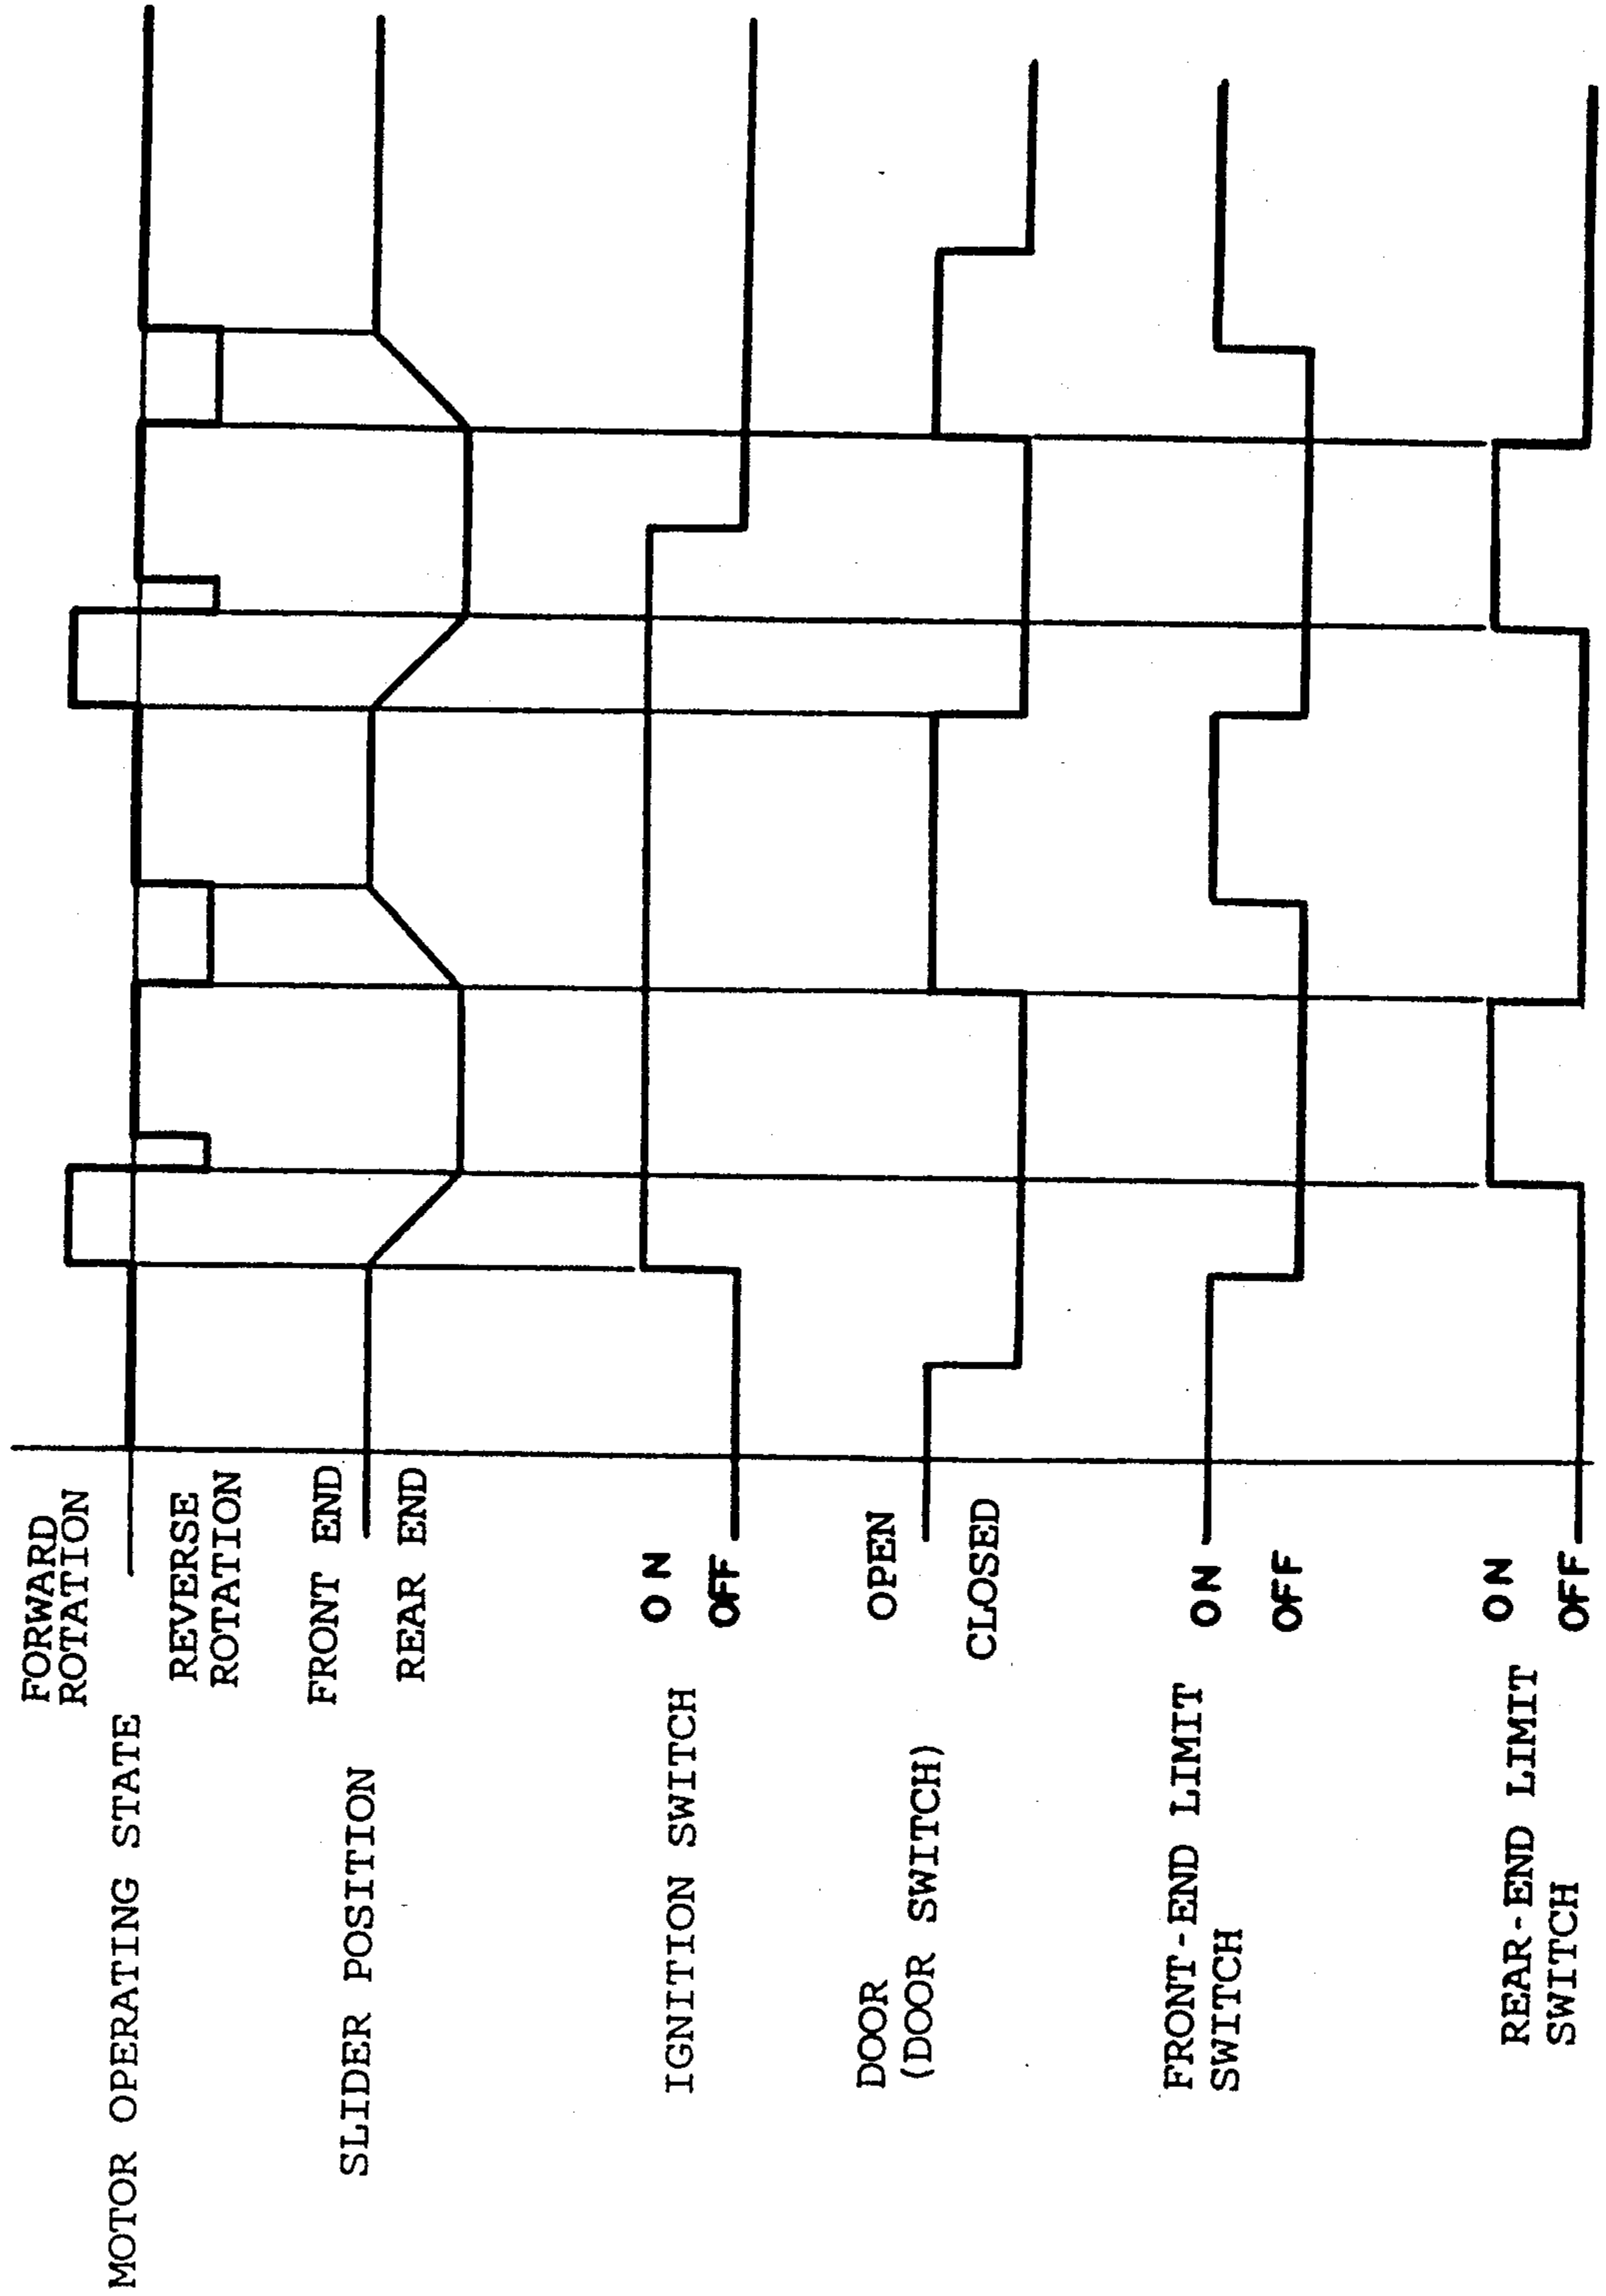 MOTOR OPERATING STATE
FORWARD
ROTATION
REVERSE
ROTATION
SLIDER POSITION
FRONT END
REAR END
IGNITION SWITCH
ON
OFF
DOOR
(DOOR SWITCH)
OPEN
CLOSED
FRONT-END LIMIT
SWITCH
ON
OFF
REAR-END LIMIT
SWITCH
ON
OFF